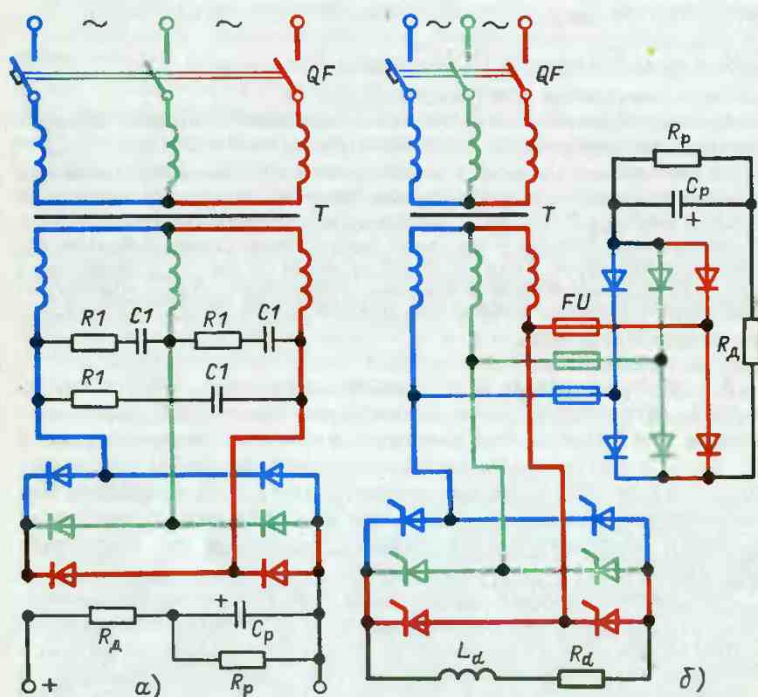 ~ ~ ~
QF QF
Rр
Cр
+
T T
R1 C1 R1 C1
FU
Rд
R1 C1
+
Rд Cр
Ld Rd
Rр
+ а) б)